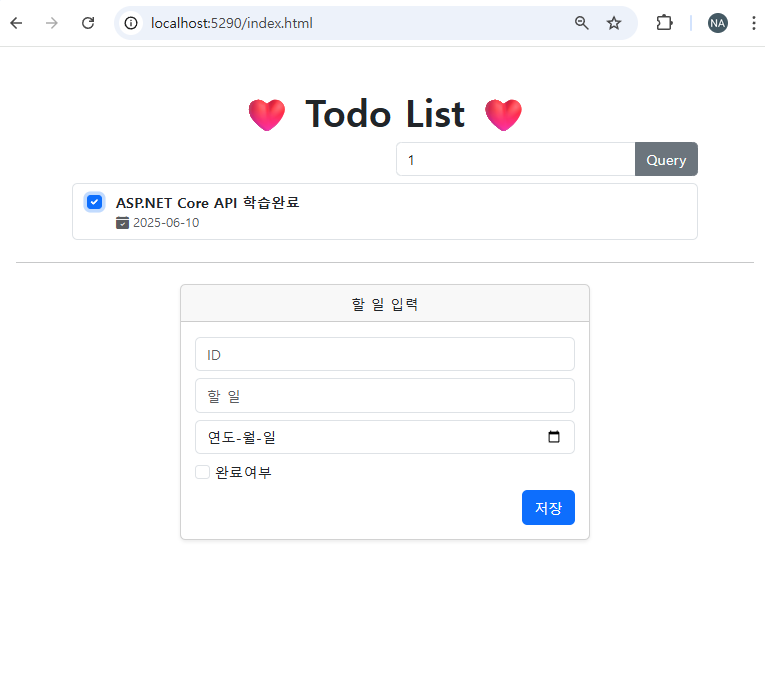 localhost:5290/index.html
NA
Todo List
1
Query
ASP.NET Core API 학습완료
2025-06-10
할 일 입력
ID
할 일
연도-월-일
완료여부
저장